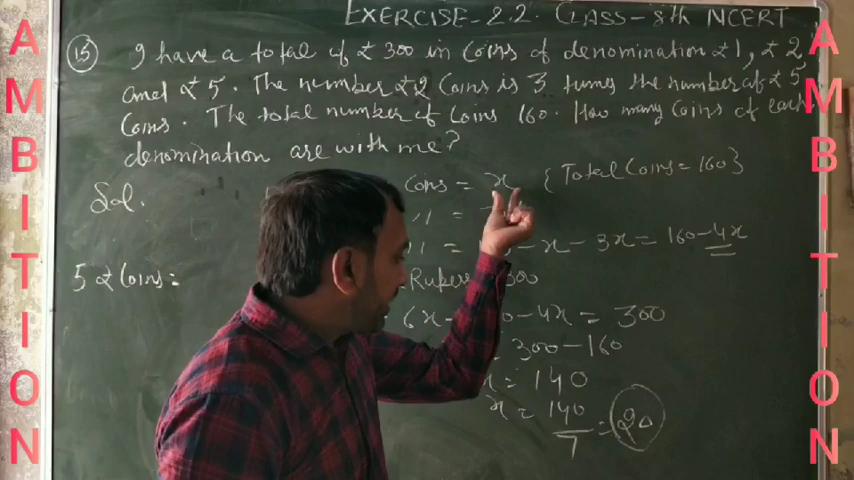 EXERCISE-2.2. CLASS-8th NCERT
AMBITION
(15) I have a total of ₹ 300 in Coins of denomination ₹1, ₹2
and ₹ 5. The number ₹2 Coins is 3 times the number of ₹ 5
Coins. The total number of Coins 160. How many Coins of each
denomination are with me?
Sol.
Coins = x {Total Coins = 160}
11 =
11 = - x - 3x = 160-4x
5 ₹ Coins = Rupees 300
6x - 4x = 300
= 300-160
= 140
x = 140
7 = 20
AMBITION